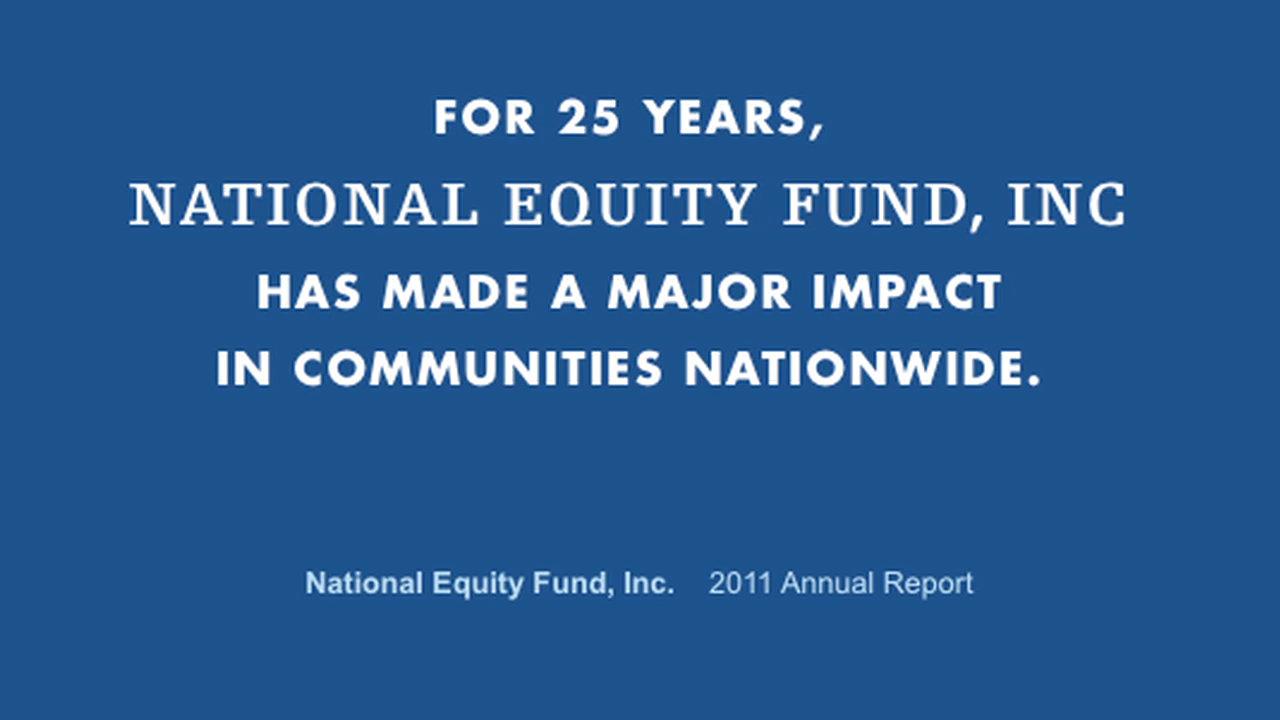 FOR 25 YEARS,
NATIONAL EQUITY FUND, INC
HAS MADE A MAJOR IMPACT
IN COMMUNITIES NATIONWIDE.
National Equity Fund, Inc. 2011 Annual Report